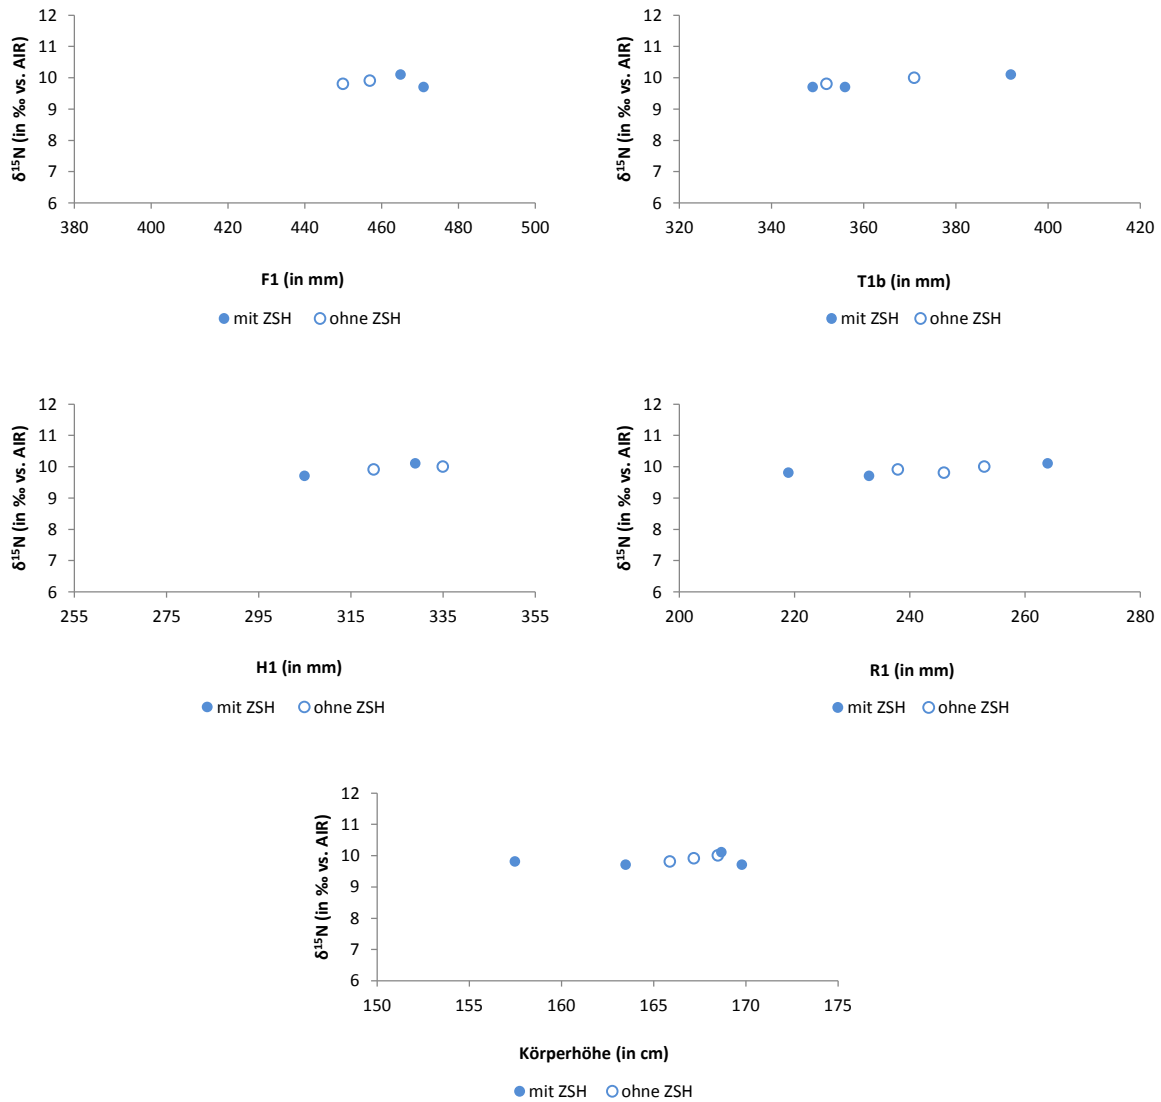 12
11
10
9
8
7
6
δ¹⁵N (in ‰ vs. AIR)
380 400 420 440 460 480 500
F1 (in mm)
mit ZSH ohne ZSH
12
11
10
9
8
7
6
δ¹⁵N (in ‰ vs. AIR)
320 340 360 380 400 420
T1b (in mm)
mit ZSH ohne ZSH
12
11
10
9
8
7
6
δ¹⁵N (in ‰ vs. AIR)
255 275 295 315 335 355
H1 (in mm)
mit ZSH ohne ZSH
12
11
10
9
8
7
6
δ¹⁵N (in ‰ vs. AIR)
200 220 240 260 280
R1 (in mm)
mit ZSH ohne ZSH
12
11
10
9
8
7
6
δ¹⁵N (in ‰ vs. AIR)
150 155 160 165 170 175
Körperhöhe (in cm)
mit ZSH ohne ZSH